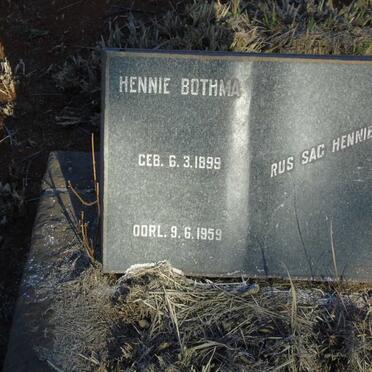 HENNIE BOTHMA
GEB. 6.3.1899
OORL. 9.6.1959
RUS SAG HENNIE